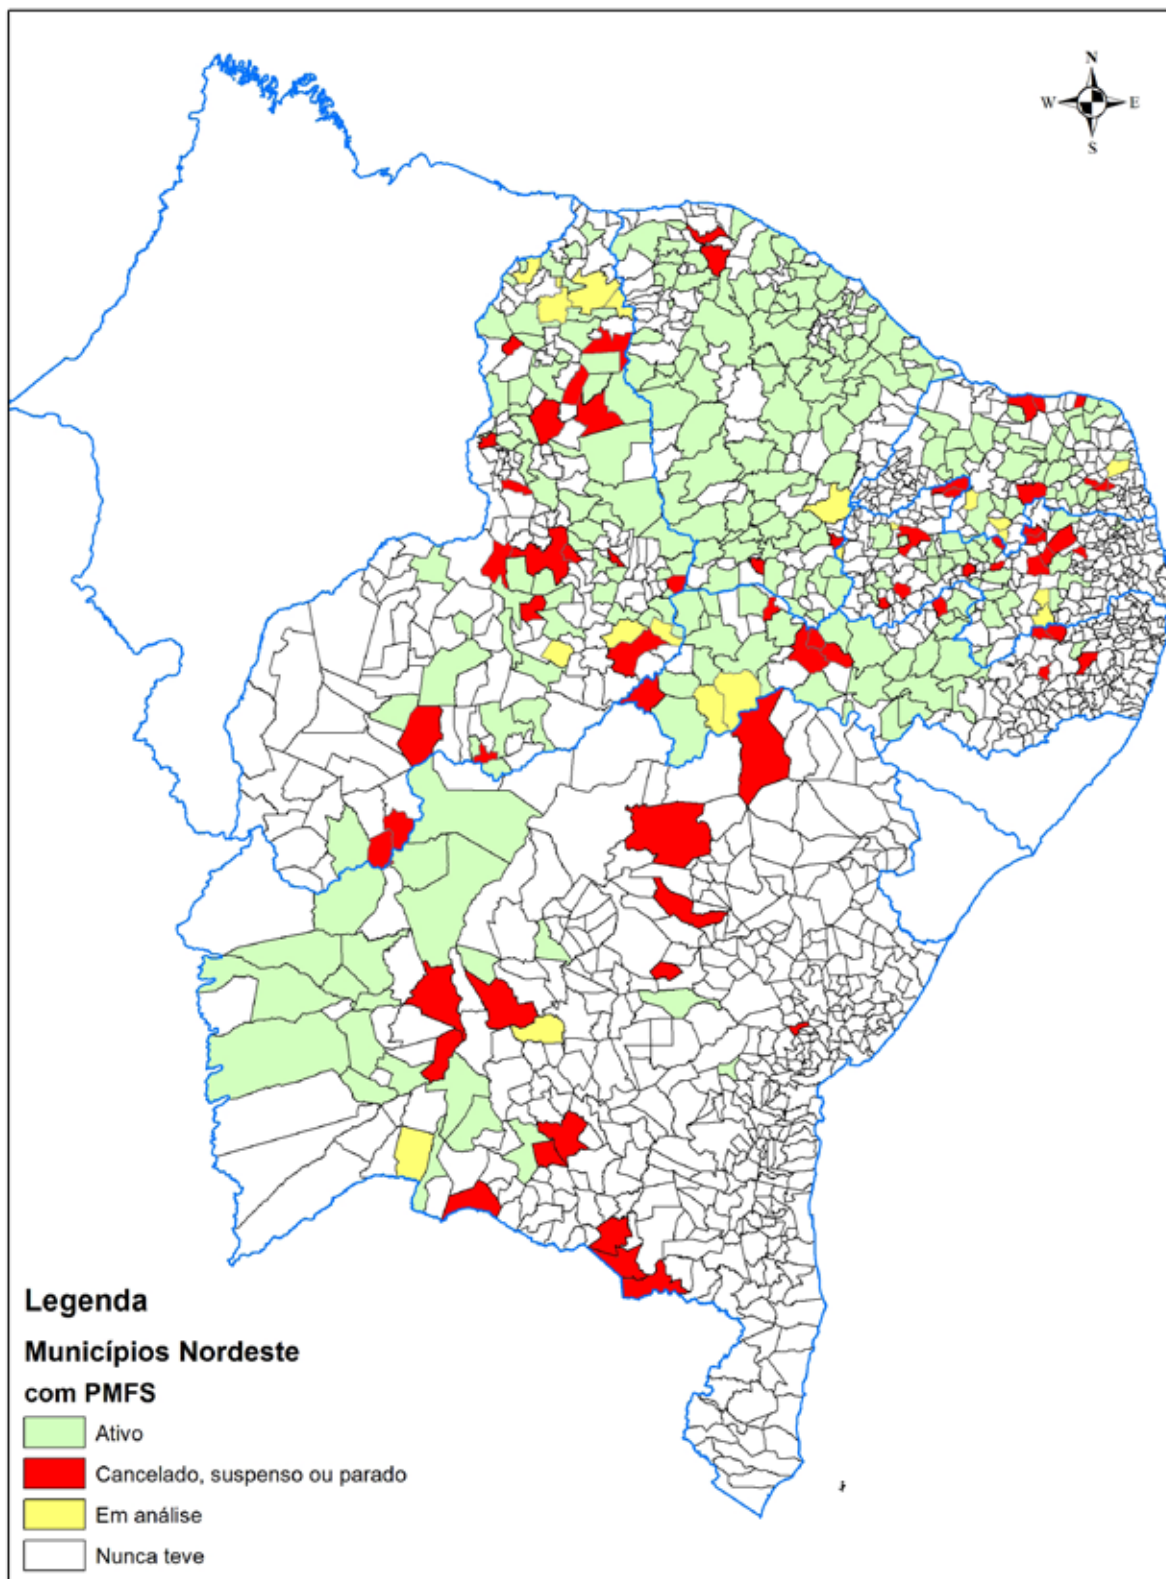 N
W E
S
Legenda
Municípios Nordeste
com PMFS
Ativo
Cancelado, suspenso ou parado
Em análise
Nunca teve